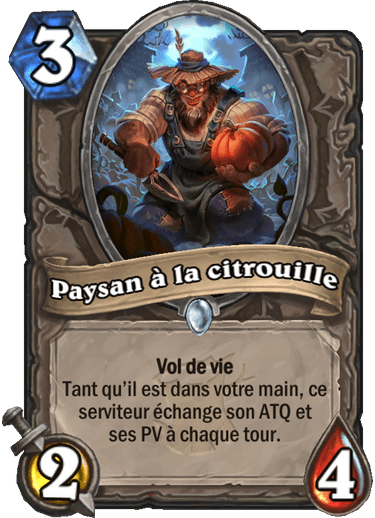 3
Paysan à la citrouille
Vol de vie
Tant qu'il est dans votre main, ce
serviteur échange son ATQ et
ses PV à chaque tour.
2
4